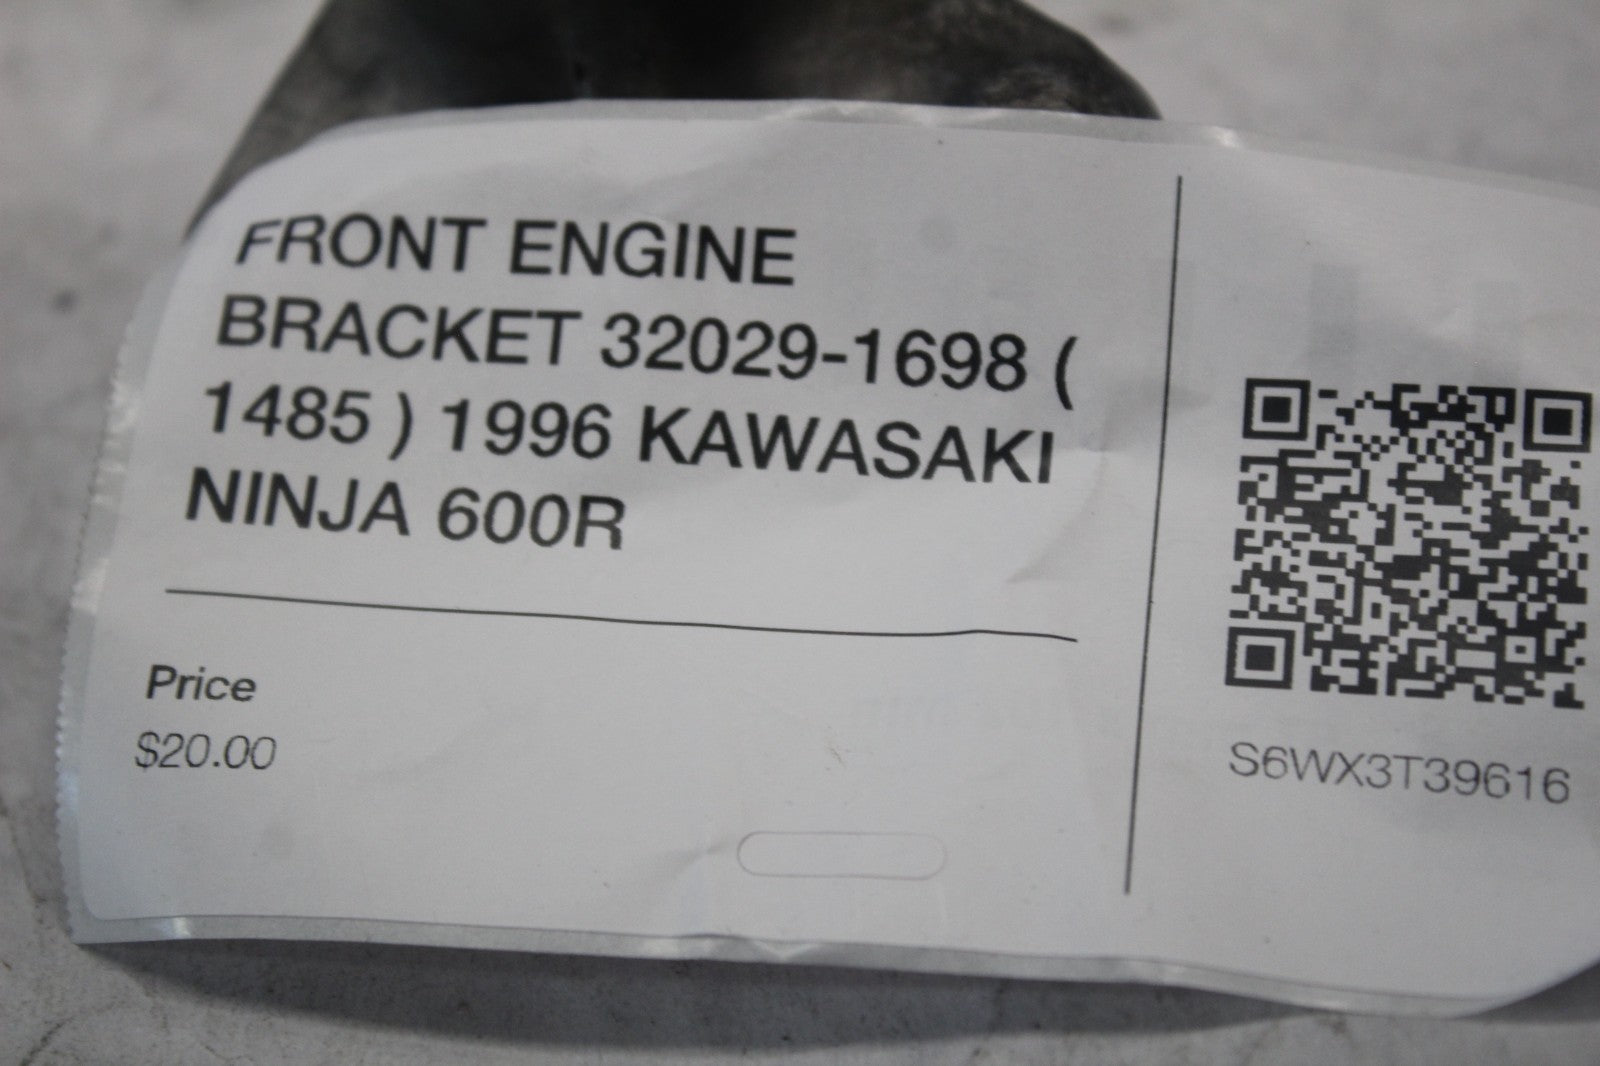 FRONT ENGINE
BRACKET 32029-1698 (
1485 ) 1996 KAWASAKI
NINJA 600R
Price
$20.00
S6WX3T39616